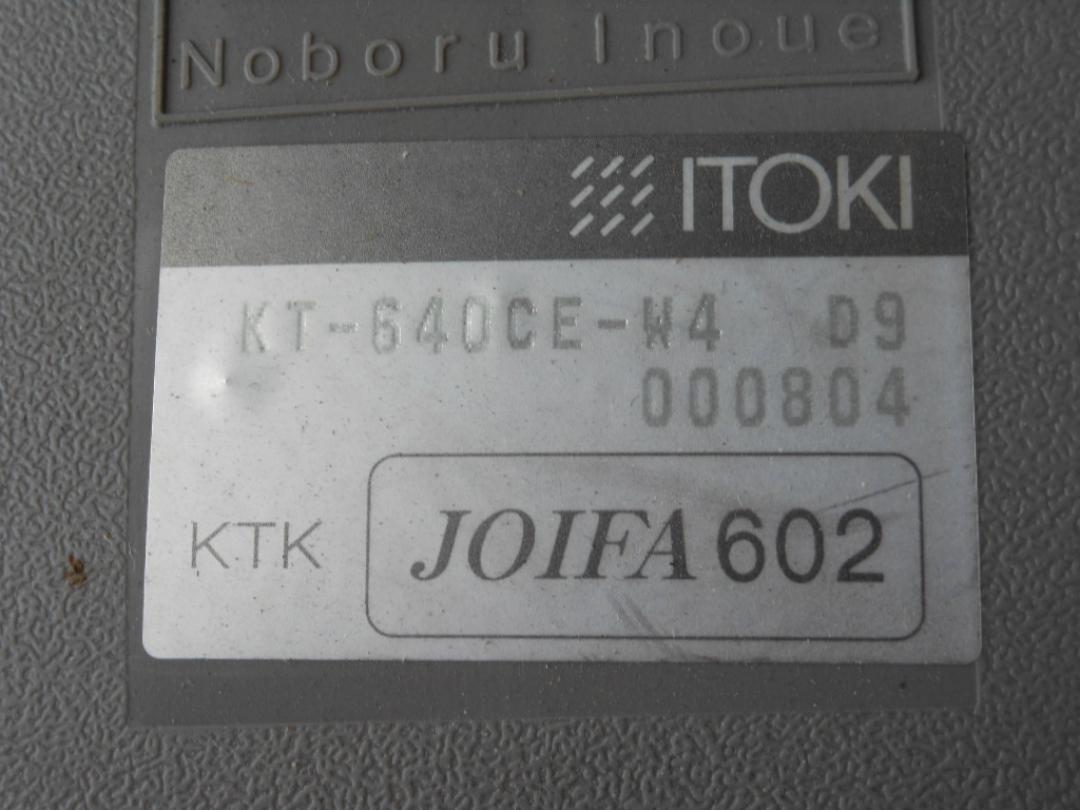 Noboru Inoue
ITOKI
KT-640CE-W4 D9
000804
KTK JOIFA 602